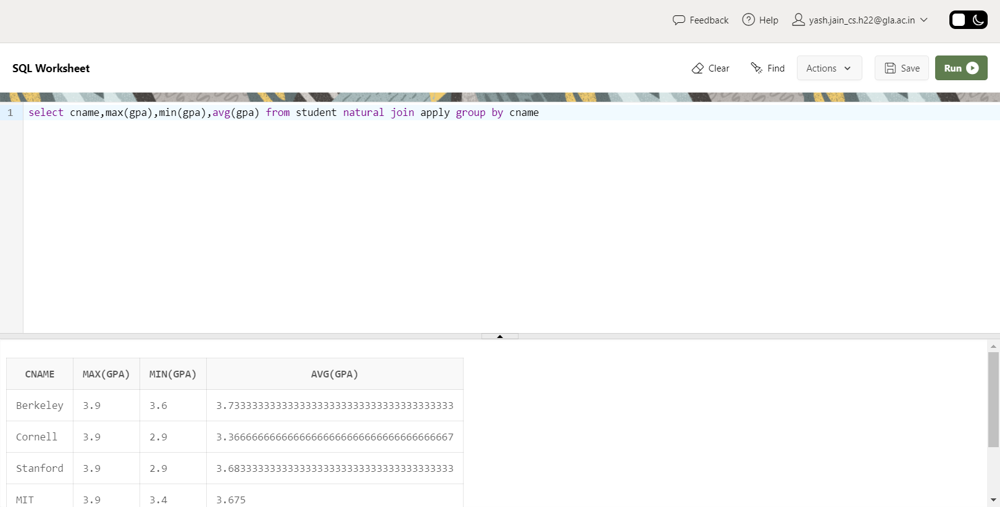 Feedback Help yash.jain_cs.h22@gla.ac.in
SQL Worksheet Clear Find Actions Save Run
1 select cname,max(gpa),min(gpa),avg(gpa) from student natural join apply group by cname
CNAME MAX(GPA) MIN(GPA) AVG(GPA)
Berkeley 3.9 3.6 3.73333333333333333333333333333333333333
Cornell 3.9 2.9 3.36666666666666666666666666666666666667
Stanford 3.9 2.9 3.68333333333333333333333333333333333333
MIT 3.9 3.4 3.675